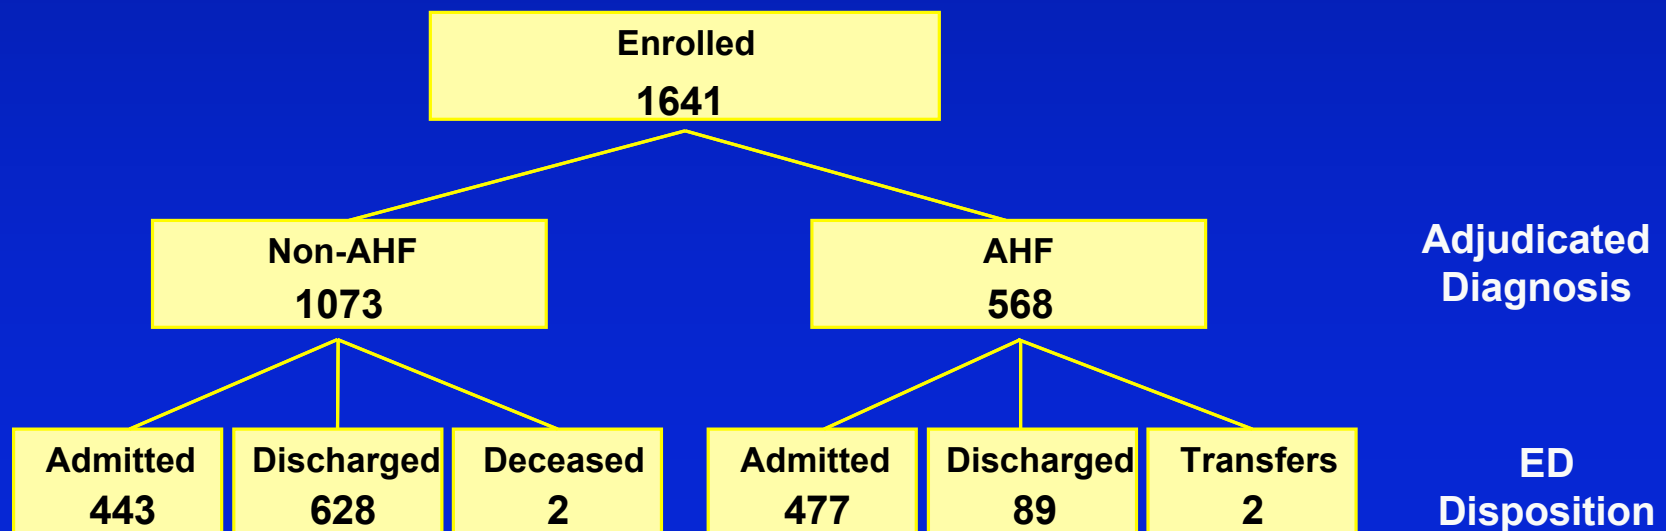 Enrolled
1641
Non-AHF
1073
AHF
568
Adjudicated
Diagnosis
Admitted
443
Discharged
628
Deceased
2
Admitted
477
Discharged
89
Transfers
2
ED
Disposition